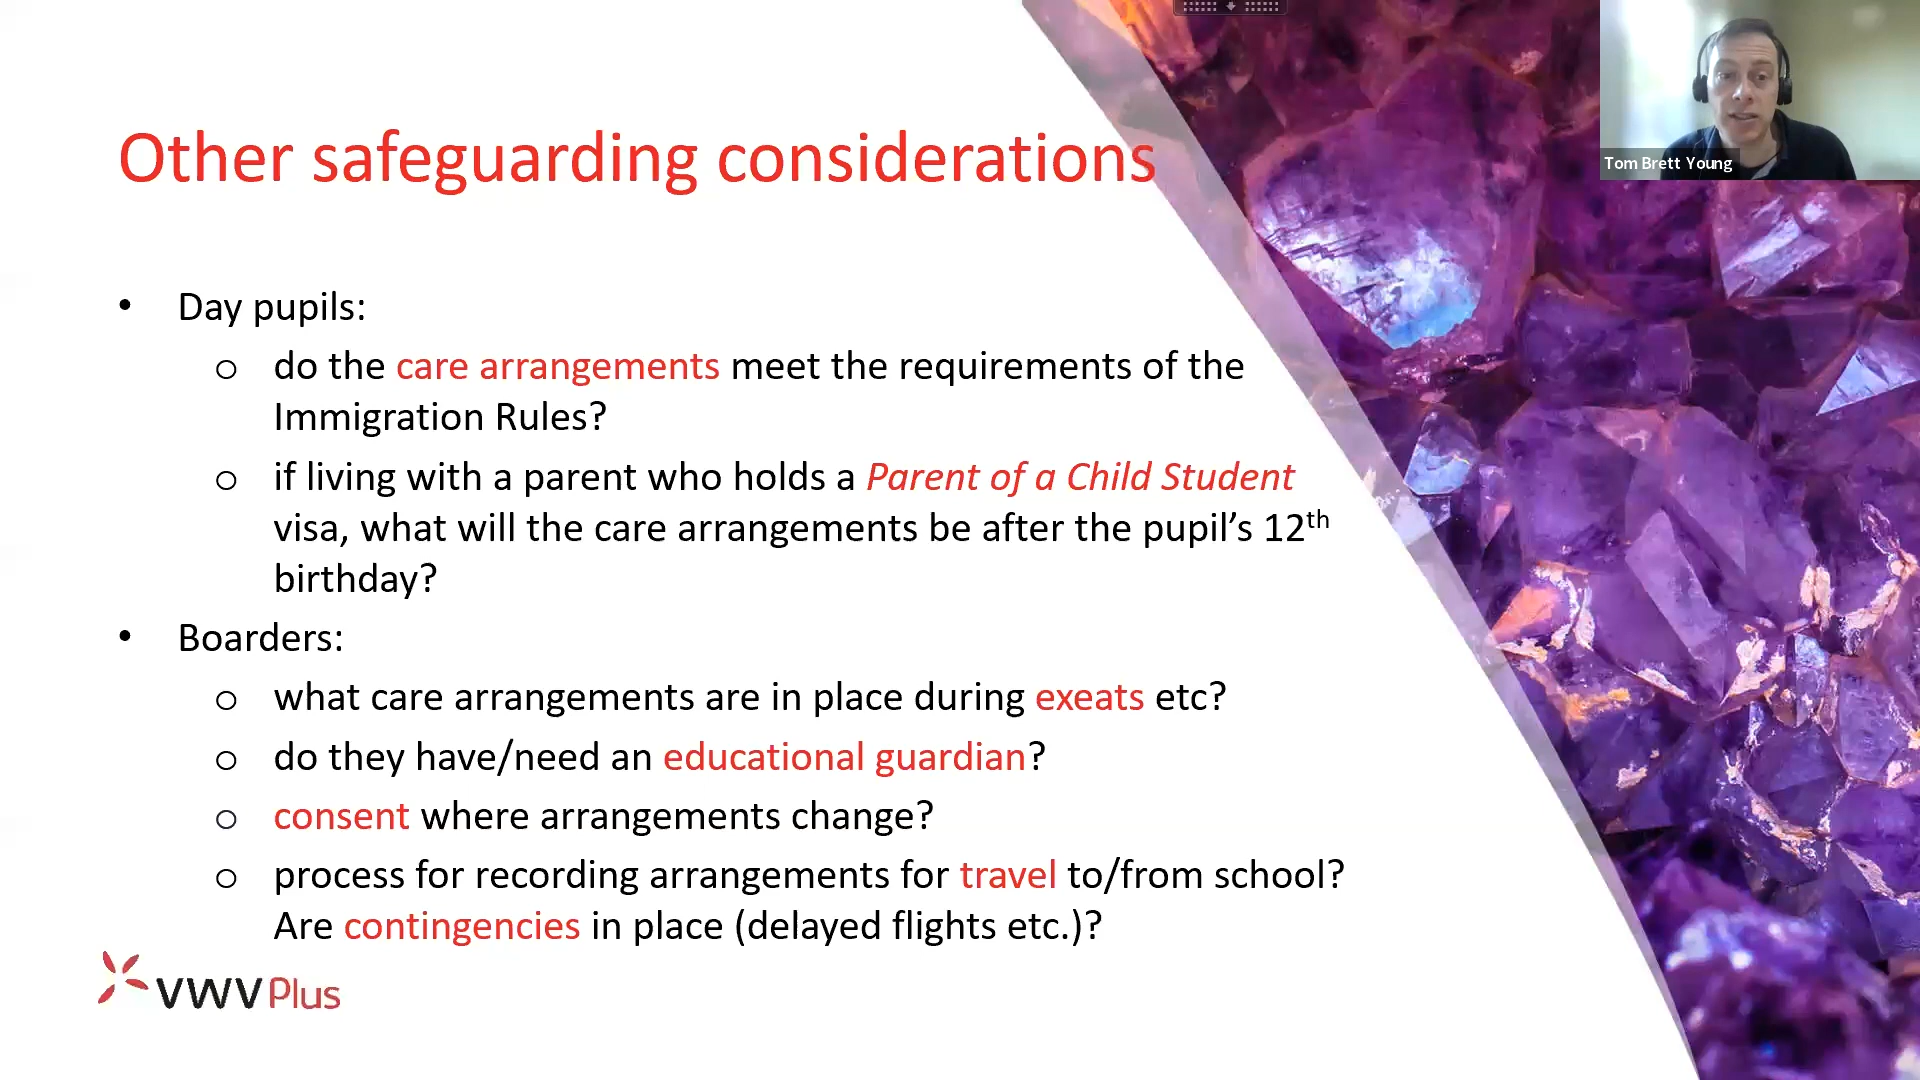 Other safeguarding considerations
Tom Brett Young
• Day pupils:
o do the care arrangements meet the requirements of the
Immigration Rules?
o if living with a parent who holds a Parent of a Child Student
visa, what will the care arrangements be after the pupil’s 12th
birthday?
• Boarders:
o what care arrangements are in place during exeats etc?
o do they have/need an educational guardian?
o consent where arrangements change?
o process for recording arrangements for travel to/from school?
Are contingencies in place (delayed flights etc.)?
VWV Plus